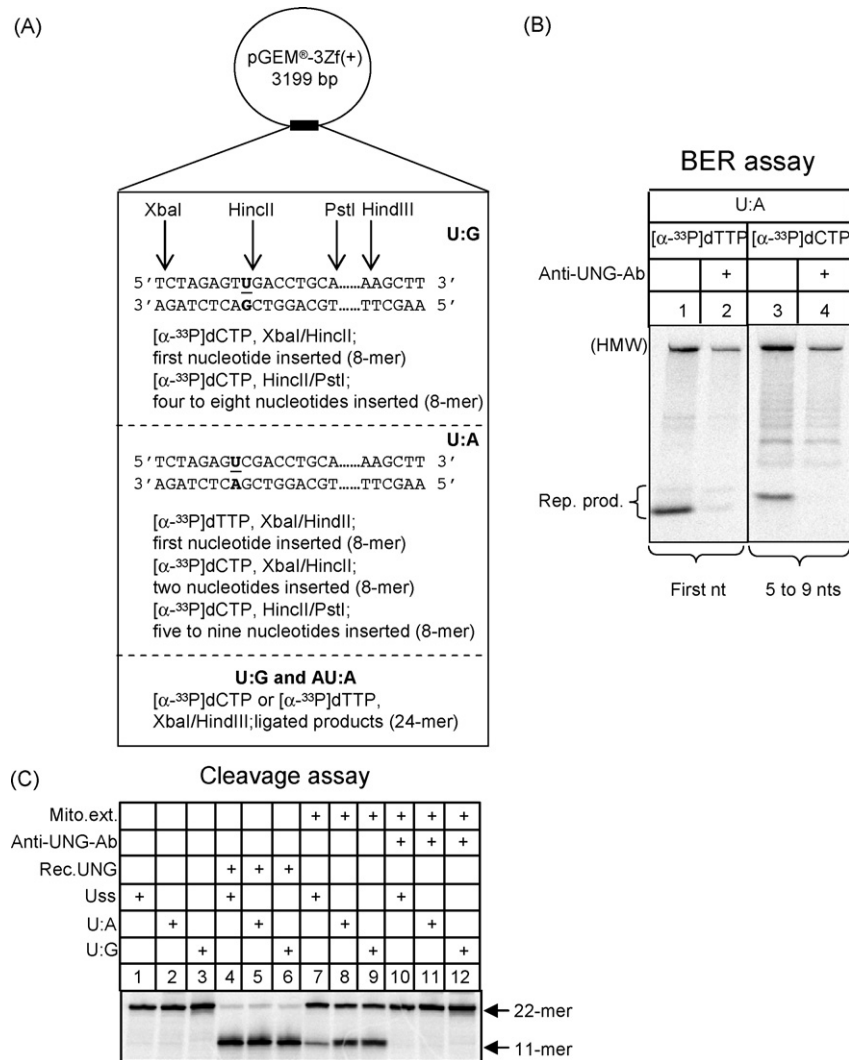 (A)
pGEM®-3Zf(+)
3199 bp
XbaI HincII PstI HindIII
U:G
5'TCTAGAGTUGACCTGCA......AAGCTT 3'
3'AGATCTCAGCTGGACGT......TTCGAA 5'
[α-³³P]dCTP, XbaI/HincII;
first nucleotide inserted (8-mer)
[α-³³P]dCTP, HincII/PstI;
four to eight nucleotides inserted (8-mer)
U:A
5'TCTAGAGUCGACCTGCA......AAGCTT 3'
3'AGATCTCAGCTGGACGT......TTCGAA 5'
[α-³³P]dTTP, XbaI/HindII;
first nucleotide inserted (8-mer)
[α-³³P]dCTP, XbaI/HincII;
two nucleotides inserted (8-mer)
[α-³³P]dCTP, HincII/PstI;
five to nine nucleotides inserted (8-mer)
U:G and AU:A
[α-³³P]dCTP or [α-³³P]dTTP,
XbaI/HindIII;ligated products (24-mer)
(B)
BER assay
U:A
[α-³³P]dTTP [α-³³P]dCTP
Anti-UNG-Ab + +
1 2 3 4
(HMW)
Rep. prod.
First nt 5 to 9 nts
(C)
Cleavage assay
Mito.ext. + + + + + +
Anti-UNG-Ab + + +
Rec.UNG + + +
Uss + + + +
U:A + + + +
U:G + + + +
1 2 3 4 5 6 7 8 9 10 11 12
22-mer
11-mer